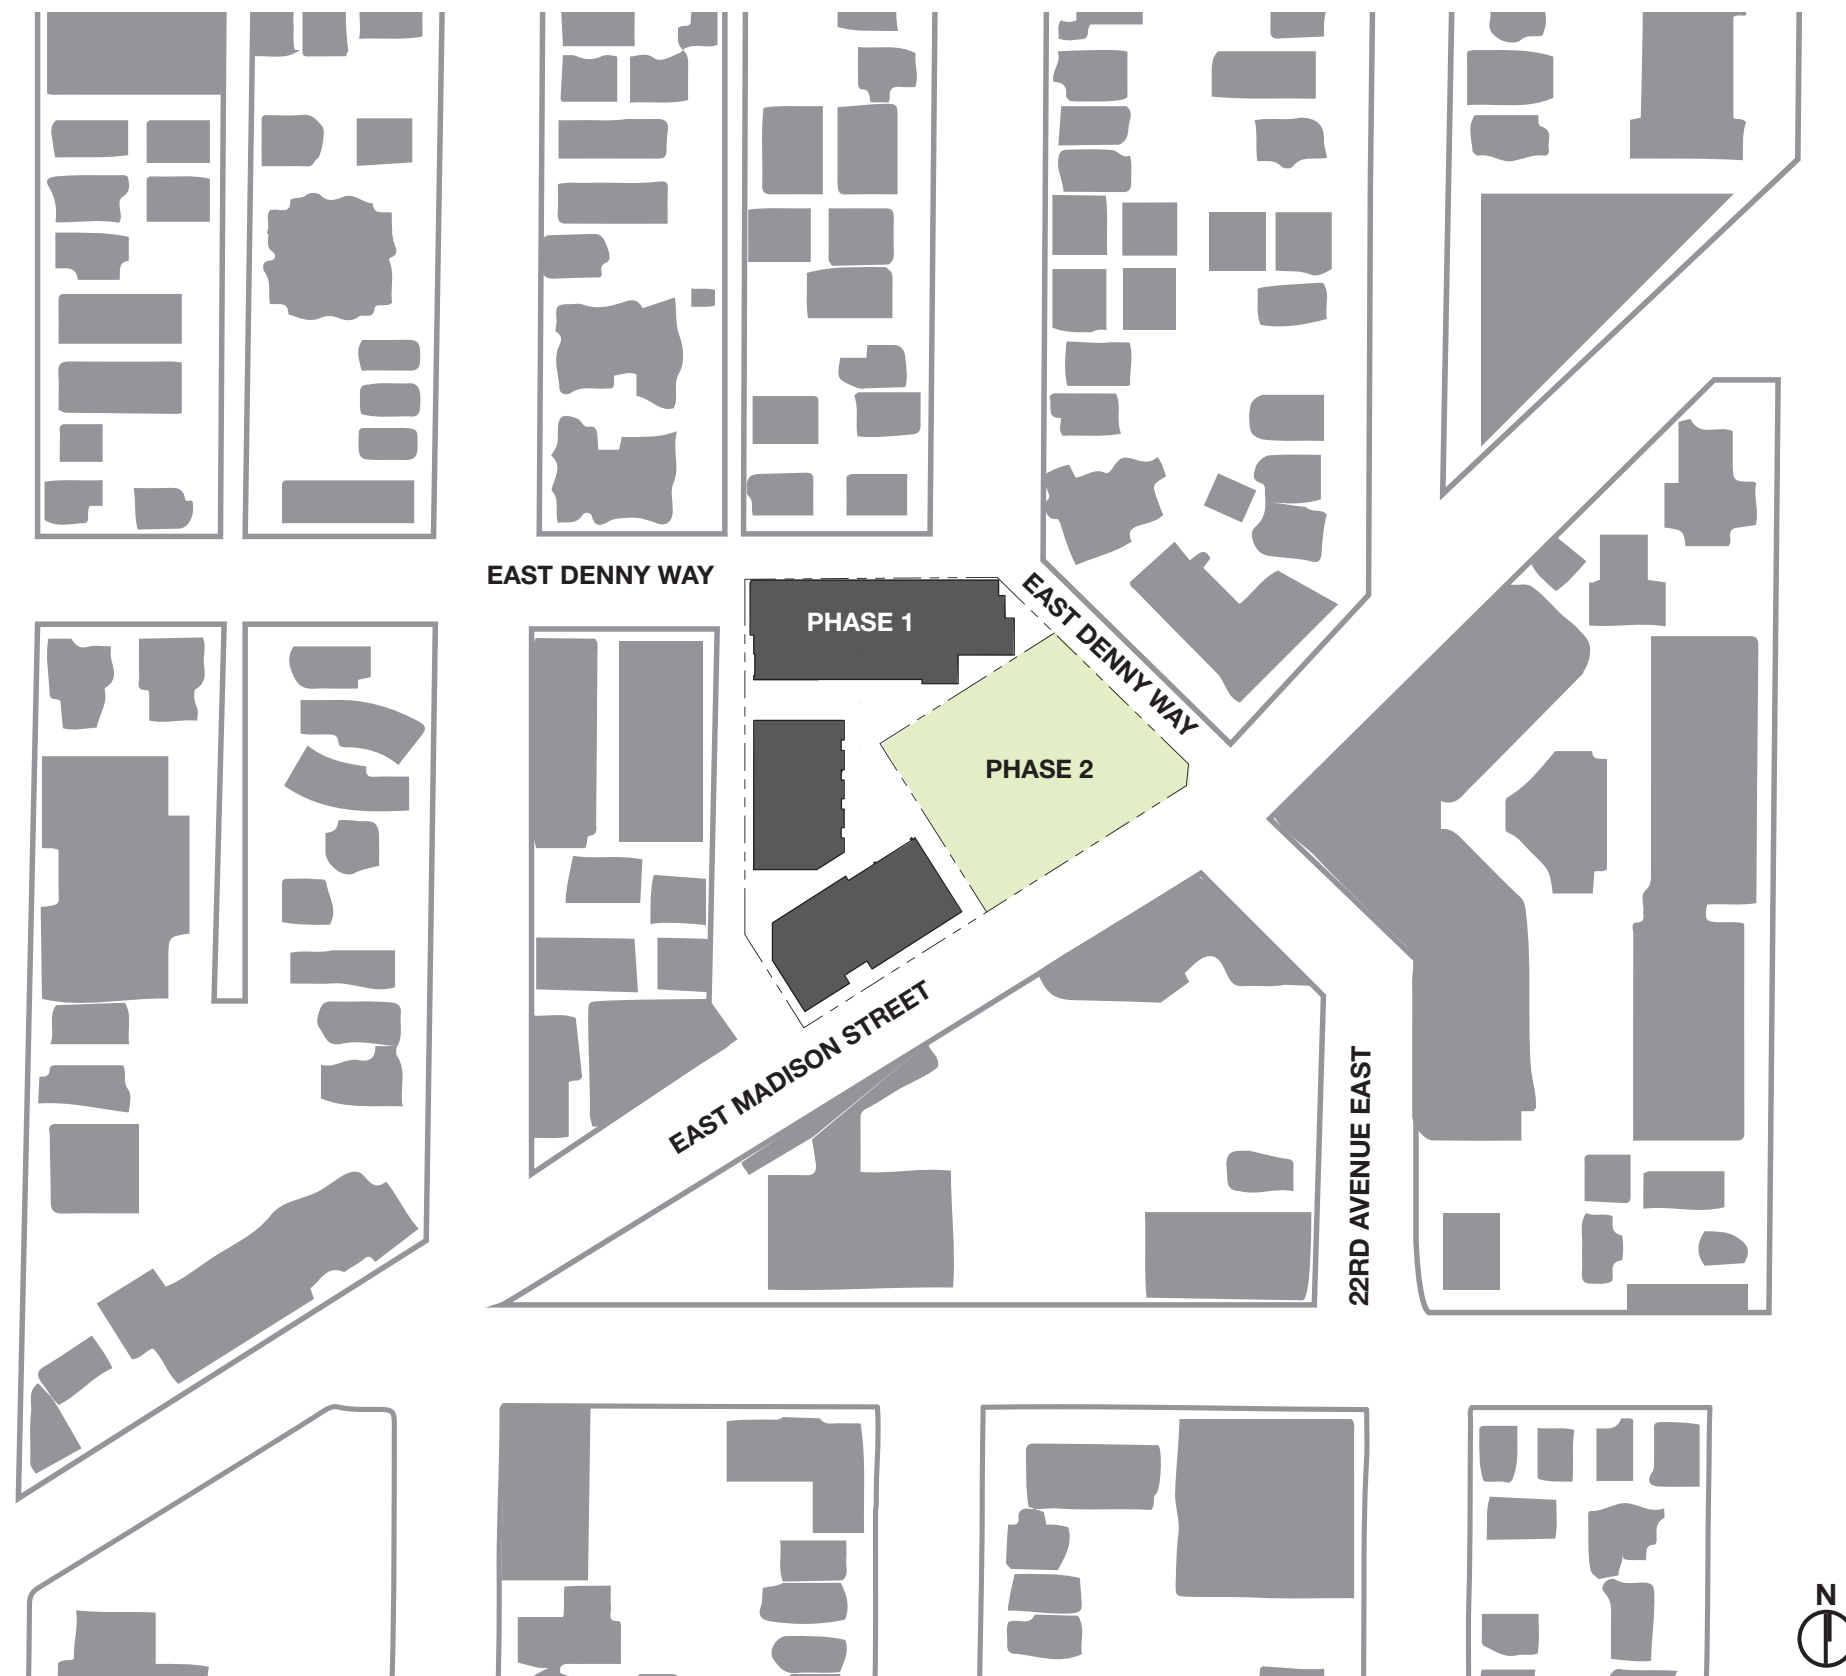 EAST DENNY WAY
PHASE 1
EAST DENNY WAY
PHASE 2
EAST MADISON STREET
22RD AVENUE EAST
N